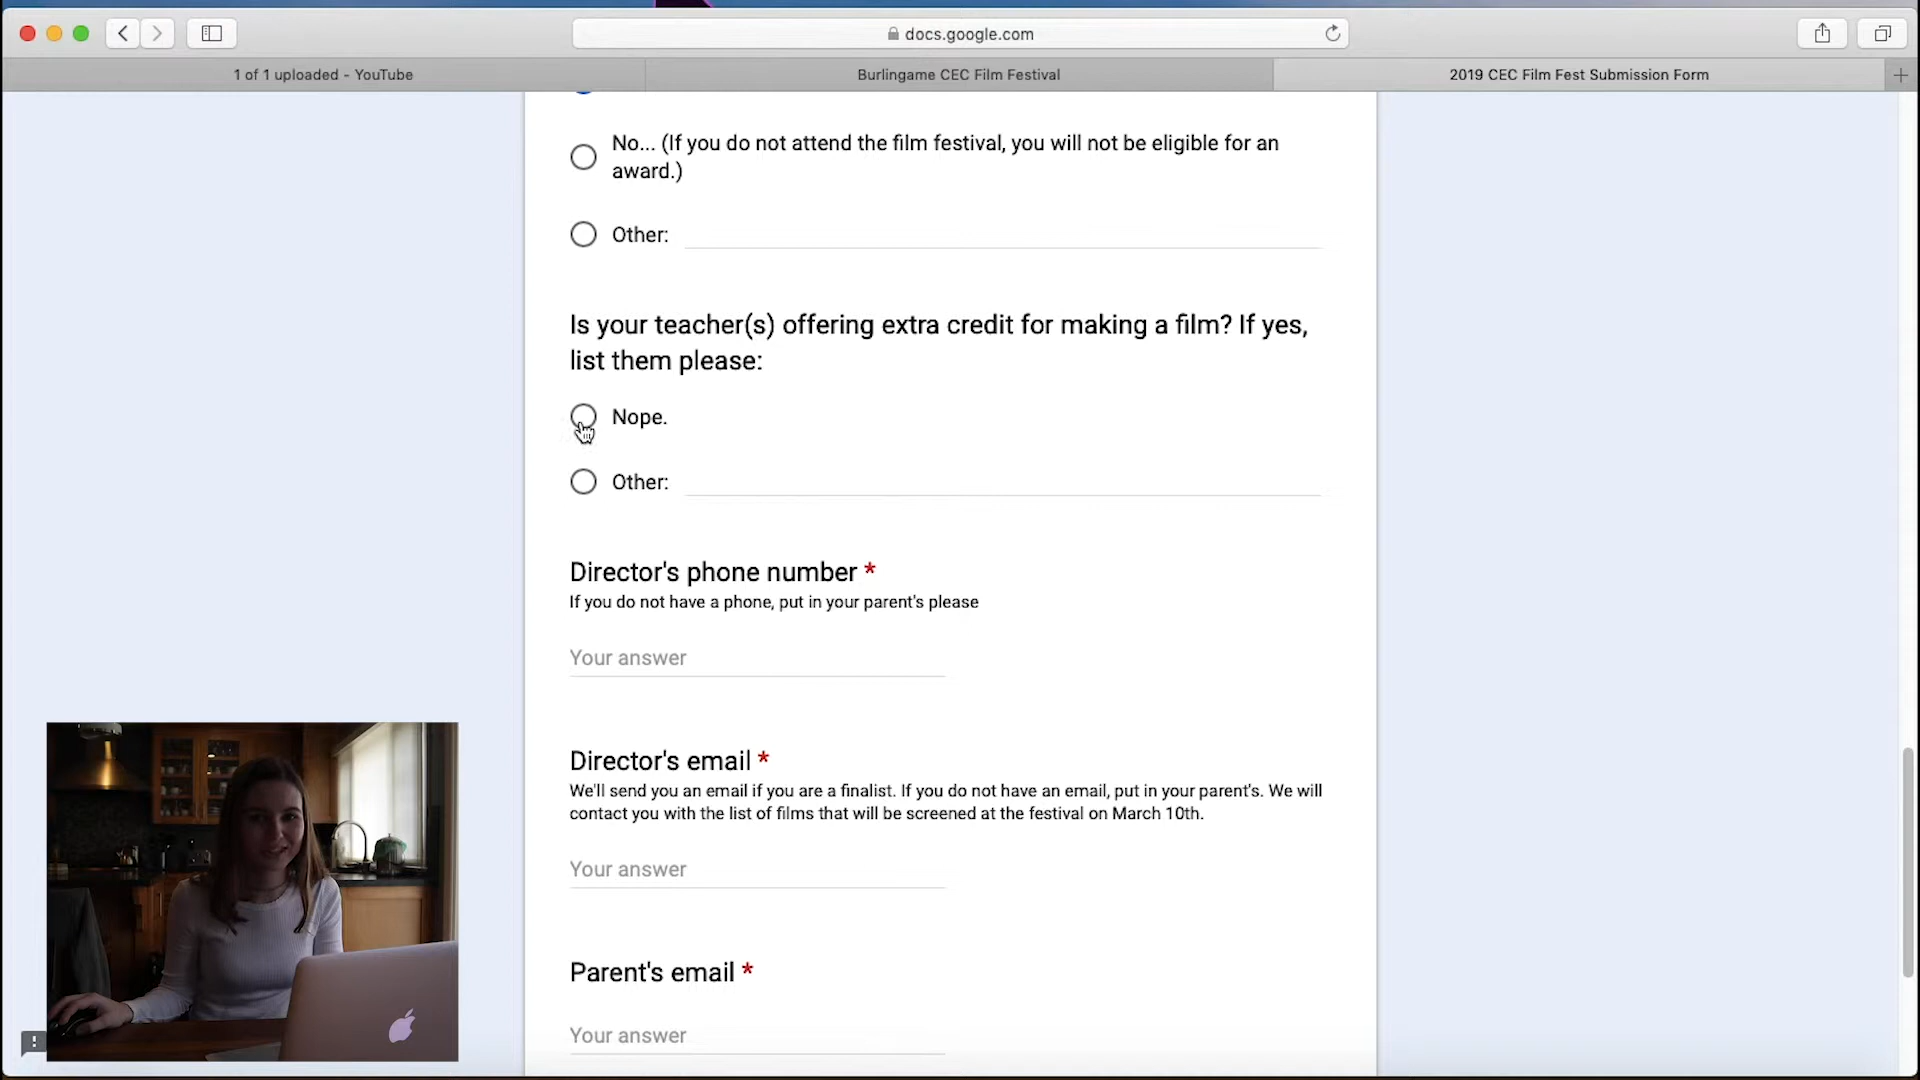 docs.google.com
1 of 1 uploaded - YouTube
Burlingame CEC Film Festival
2019 CEC Film Fest Submission Form
No... (If you do not attend the film festival, you will not be eligible for an
award.)
Other:
Is your teacher(s) offering extra credit for making a film? If yes,
list them please:
Nope.
Other:
Director's phone number *
If you do not have a phone, put in your parent's please
Your answer
Director's email *
We'll send you an email if you are a finalist. If you do not have an email, put in your parent's. We will
contact you with the list of films that will be screened at the festival on March 10th.
Your answer
Parent's email *
Your answer